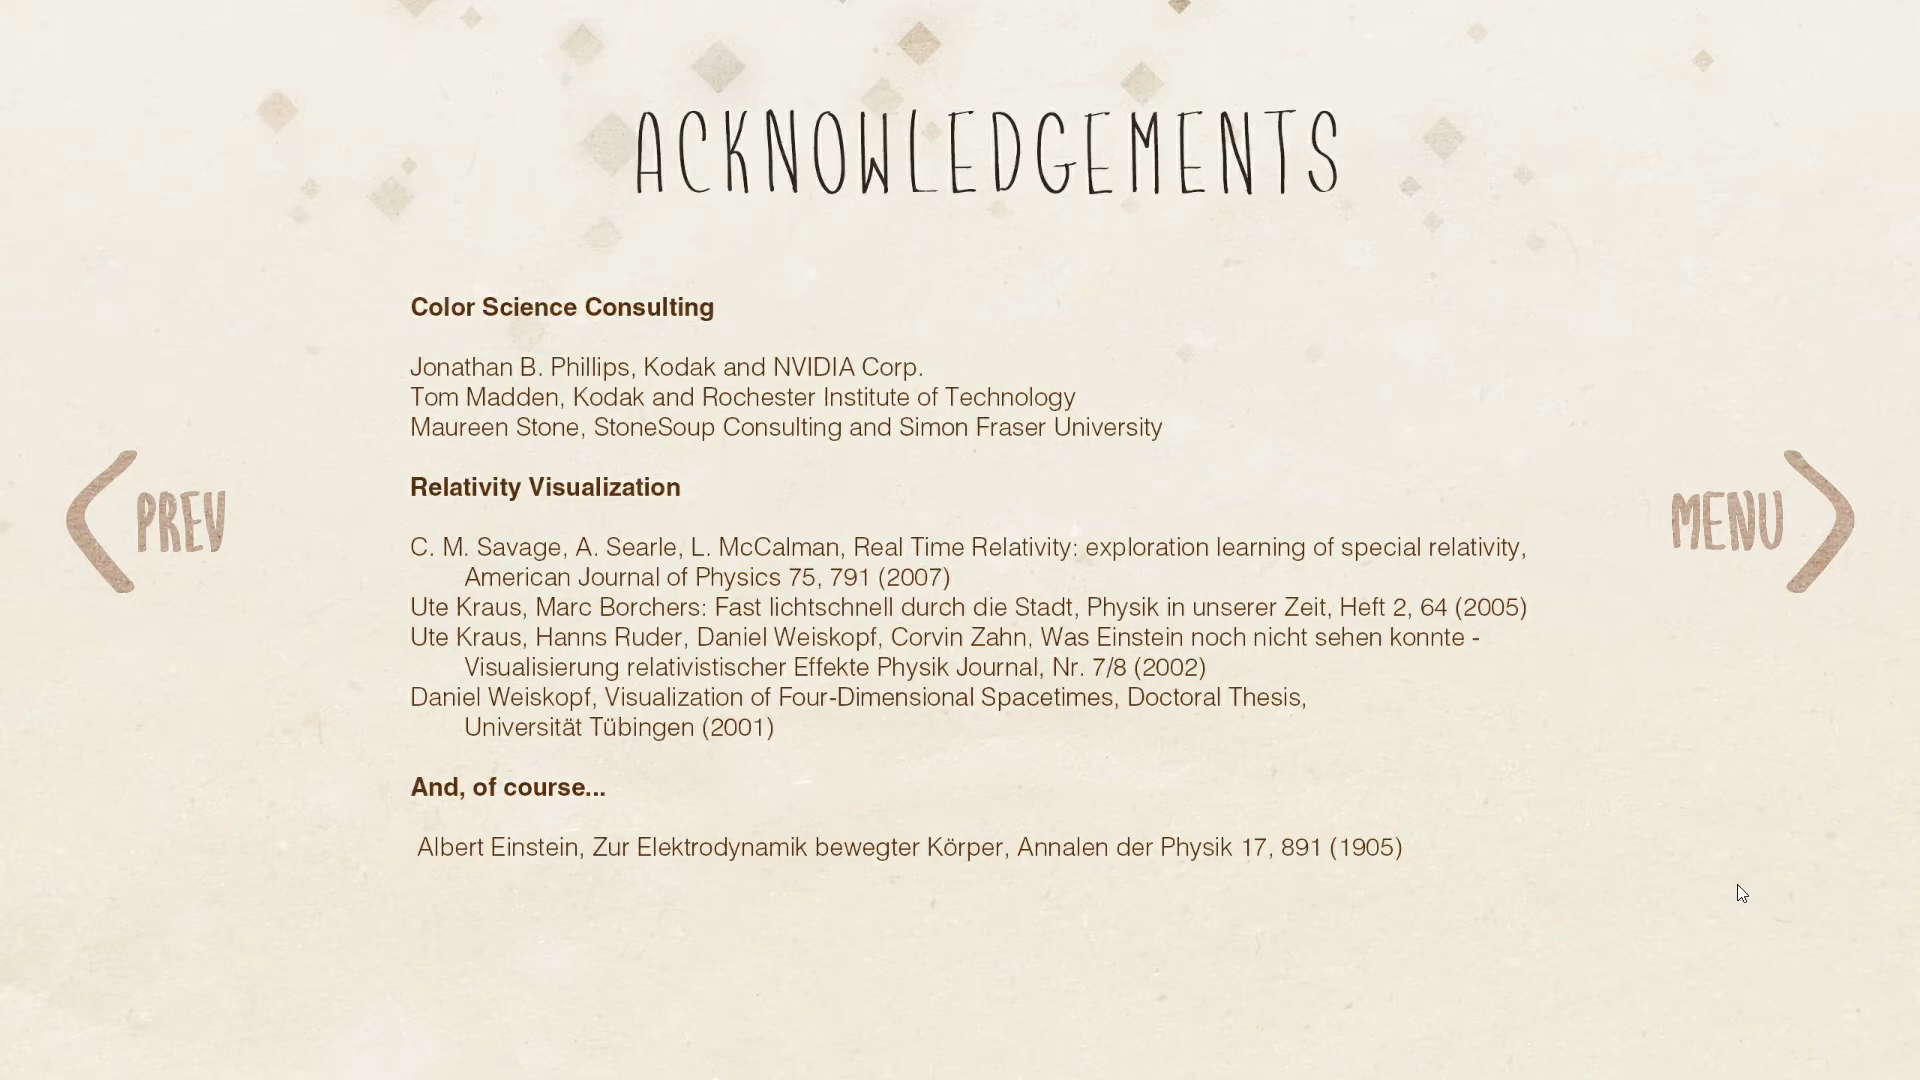 ACKNOWLEDGEMENTS
Color Science Consulting
Jonathan B. Phillips, Kodak and NVIDIA Corp.
Tom Madden, Kodak and Rochester Institute of Technology
Maureen Stone, StoneSoup Consulting and Simon Fraser University
Relativity Visualization
C. M. Savage, A. Searle, L. McCalman, Real Time Relativity: exploration learning of special relativity,
American Journal of Physics 75, 791 (2007)
Ute Kraus, Marc Borchers: Fast lichtschnell durch die Stadt, Physik in unserer Zeit, Heft 2, 64 (2005)
Ute Kraus, Hanns Ruder, Daniel Weiskopf, Corvin Zahn, Was Einstein noch nicht sehen konnte -
Visualisierung relativistischer Effekte Physik Journal, Nr. 7/8 (2002)
Daniel Weiskopf, Visualization of Four-Dimensional Spacetimes, Doctoral Thesis,
Universität Tübingen (2001)
And, of course...
Albert Einstein, Zur Elektrodynamik bewegter Körper, Annalen der Physik 17, 891 (1905)
PREV
MENU